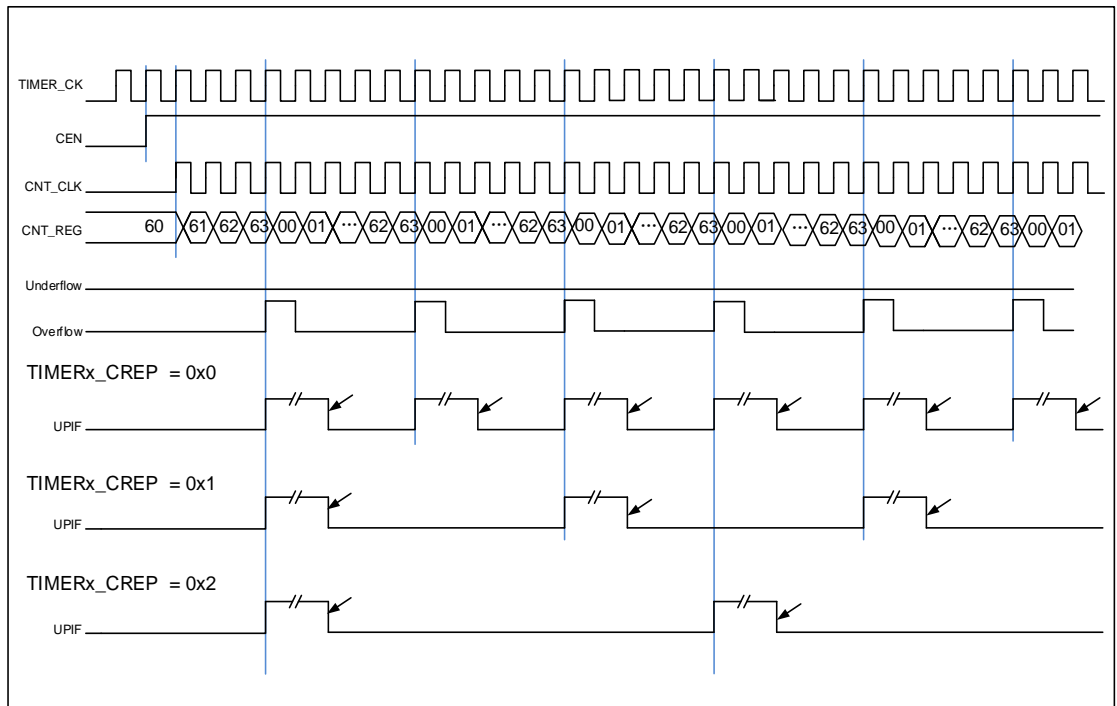 TIMER_CK
CEN
CNT_CLK
CNT_REG 60 61 62 63 00 01 ... 62 63 00 01 ... 62 63 00 01 ... 62 63 00 01 ... 62 63 00 01 ... 62 63 00 01
Underflow
Overflow
TIMERx_CREP = 0x0
UPIF
TIMERx_CREP = 0x1
UPIF
TIMERx_CREP = 0x2
UPIF